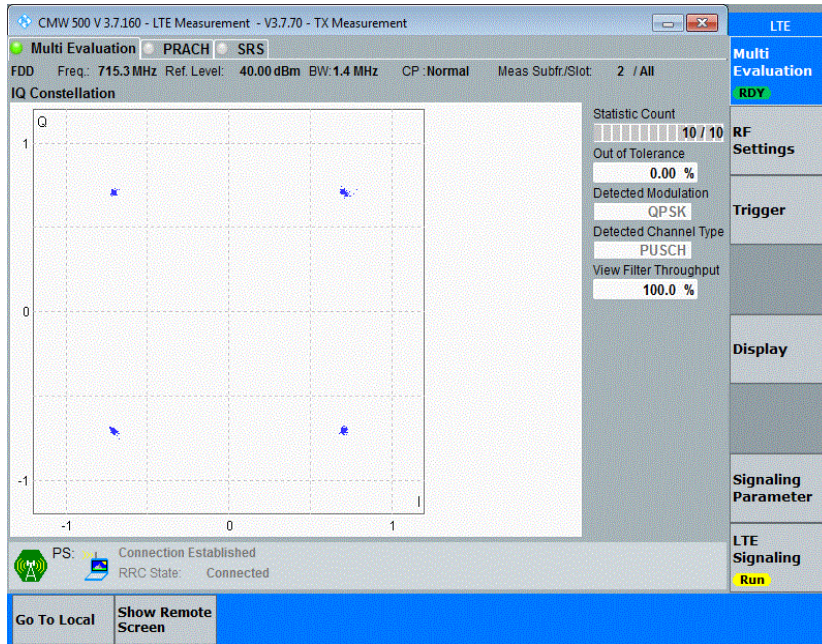 CMW 500 V 3.7.160 - LTE Measurement - V3.7.70 - TX Measurement
LTE
Multi Evaluation PRACH SRS
Multi
Evaluation
RDY
FDD Freq.: 715.3 MHz Ref. Level: 40.00 dBm BW: 1.4 MHz CP :Normal Meas Subfr./Slot: 2 / All
IQ Constellation
Q
1
0
-1
-1 0 1
I
Statistic Count
10 / 10
Out of Tolerance
0.00 %
Detected Modulation
QPSK
Detected Channel Type
PUSCH
View Filter Throughput
100.0 %
RF
Settings
Trigger
Display
Signaling
Parameter
LTE
Signaling
Run
PS: Connection Established
RRC State: Connected
Go To Local
Show Remote
Screen